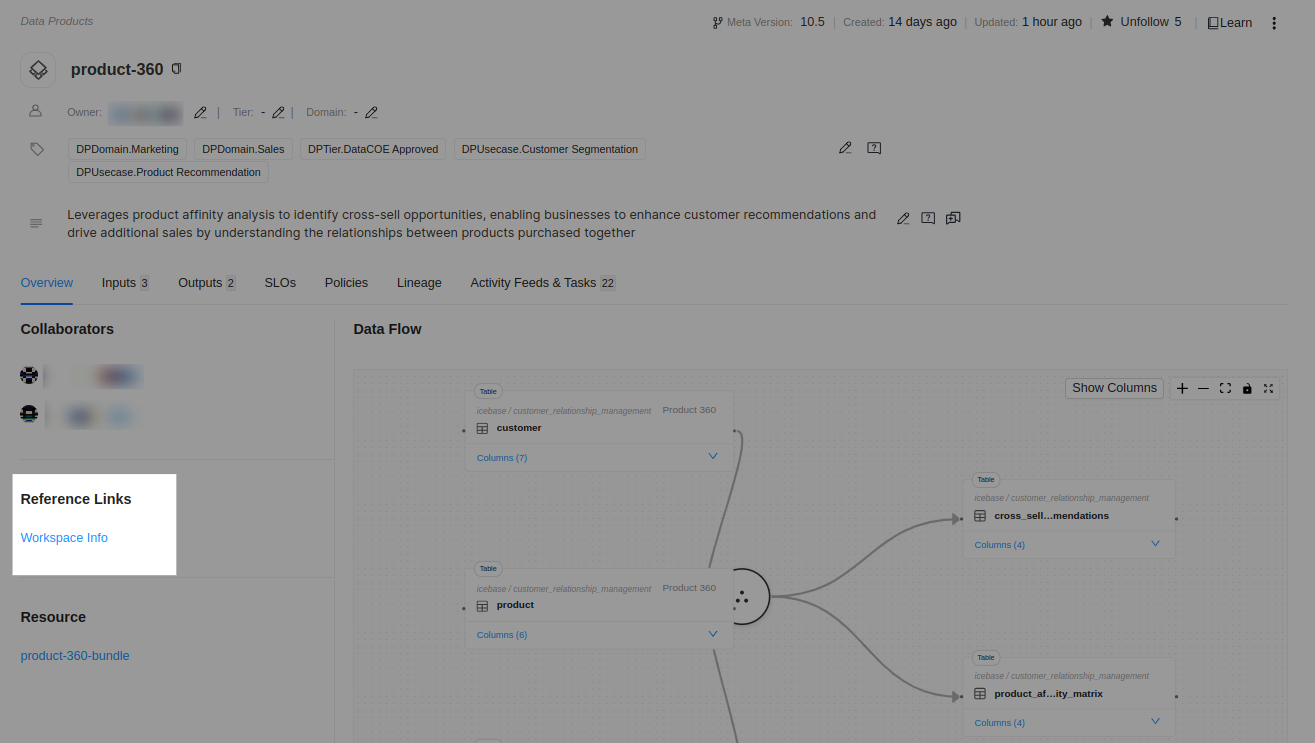 Data Products
Meta Version: 10.5 | Created: 14 days ago | Updated: 1 hour ago | Unfollow 5 | Learn
product-360
Owner: | Tier: - | Domain: -
DPDomain.Marketing DPDomain.Sales DPTier.DataCOE Approved DPUsecase.Customer Segmentation
DPUsecase.Product Recommendation
Leverages product affinity analysis to identify cross-sell opportunities, enabling businesses to enhance customer recommendations and
drive additional sales by understanding the relationships between products purchased together
Overview Inputs 3 Outputs 2 SLOs Policies Lineage Activity Feeds & Tasks 22
Collaborators
Reference Links
Workspace Info
Resource
product-360-bundle
Data Flow
Show Columns
Table
icebase / customer_relationship_management Product 360
customer
Columns (7)
Table
icebase / customer_relationship_management Product 360
product
Columns (6)
Table
icebase / customer_relationship_management
cross_sell...mendations
Columns (4)
Table
icebase / customer_relationship_management
product_af...ity_matrix
Columns (4)